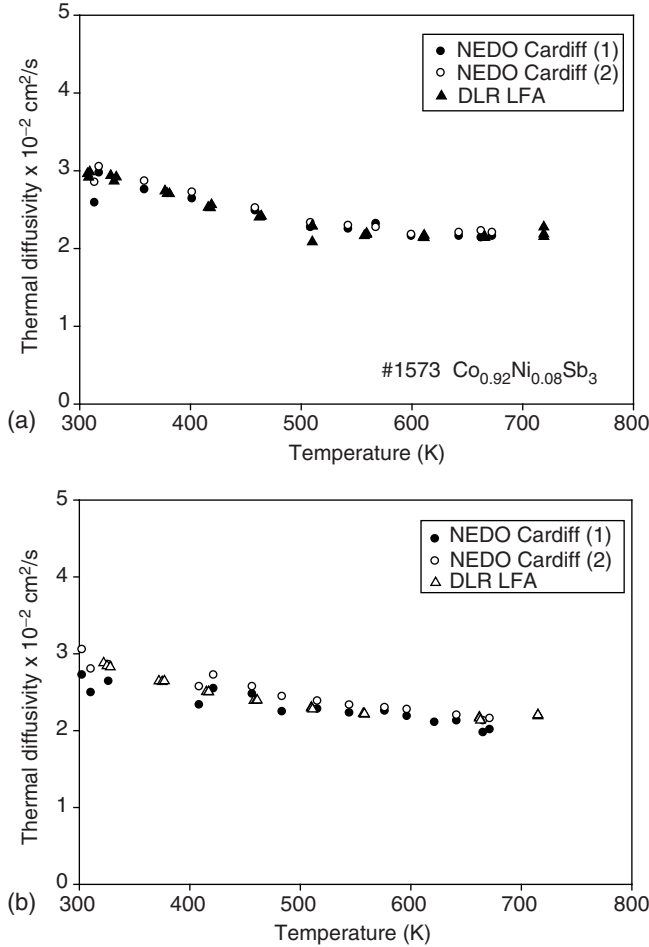 5
NEDO Cardiff (1)
NEDO Cardiff (2)
DLR LFA
4
3
2
1
0
Thermal diffusivity x 10⁻² cm²/s
#1573 Co₀.₉₂Ni₀.₀₈Sb₃
(a)
300 400 500 600 700 800
Temperature (K)
5
NEDO Cardiff (1)
NEDO Cardiff (2)
DLR LFA
4
3
2
1
0
Thermal diffusivity x 10⁻² cm²/s
(b)
300 400 500 600 700 800
Temperature (K)